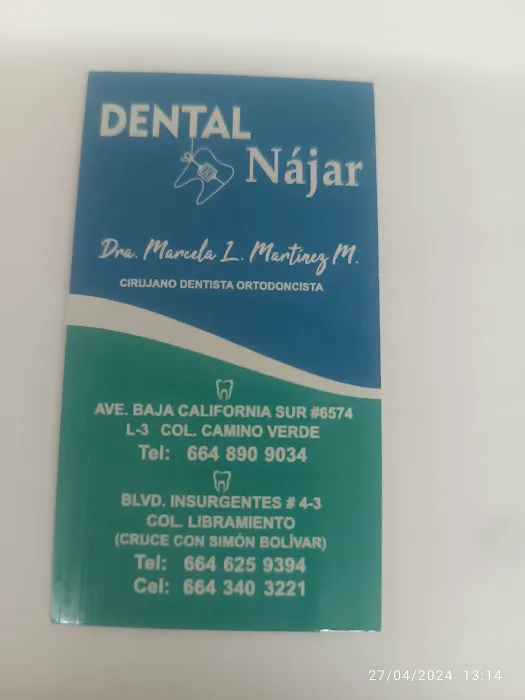 DENTAL
Nájar
Dra. Marcela L. Martínez M.
CIRUJANO DENTISTA ORTODONCISTA
AVE. BAJA CALIFORNIA SUR #6574
L-3 COL. CAMINO VERDE
Tel: 664 890 9034
BLVD. INSURGENTES # 4-3
COL. LIBRAMIENTO
(CRUCE CON SIMÓN BOLÍVAR)
Tel: 664 625 9394
Cel: 664 340 3221
27/04/2024 13:14